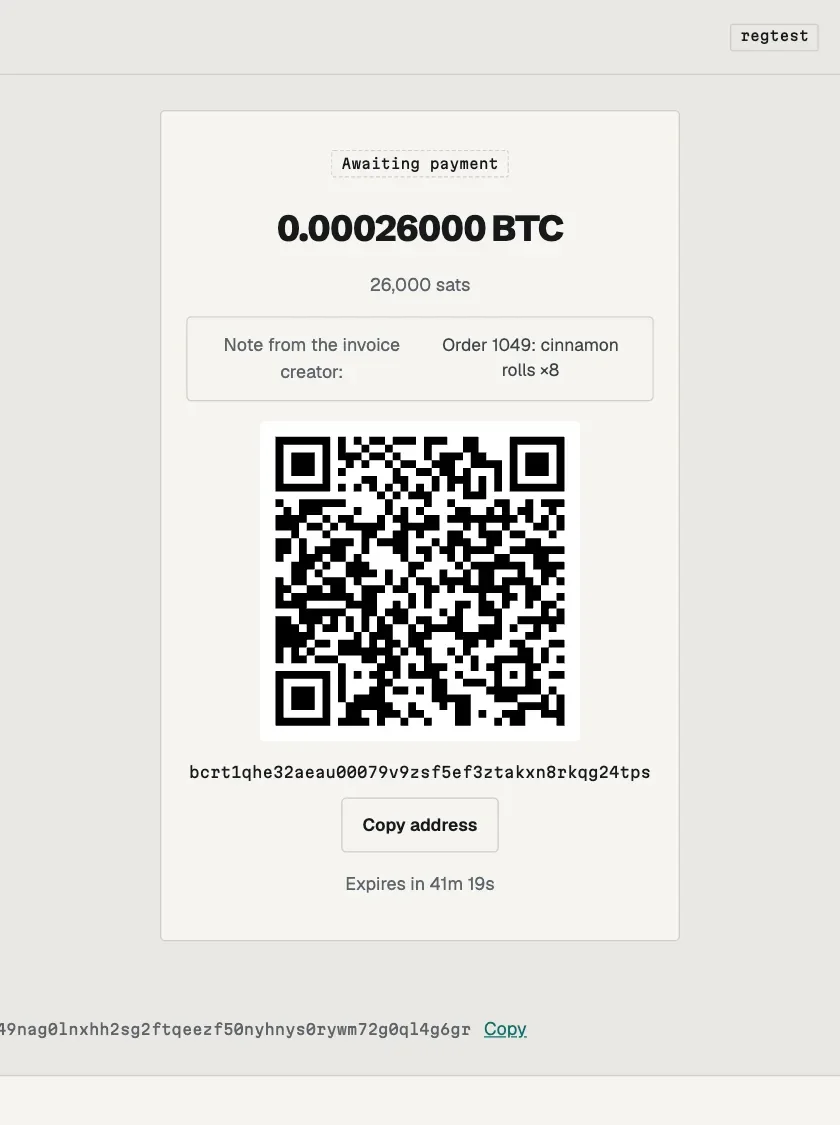 regtest
Awaiting payment
0.00026000 BTC
26,000 sats
Note from the invoice
creator:
Order 1049: cinnamon
rolls ×8
bcrt1qhe32aeau00079v9zsf5ef3ztakxn8rkqg24tps
Copy address
Expires in 41m 19s
49nag0lnxhh2sg2ftqeezf50nyhnys0rywm72g0ql4g6gr Copy